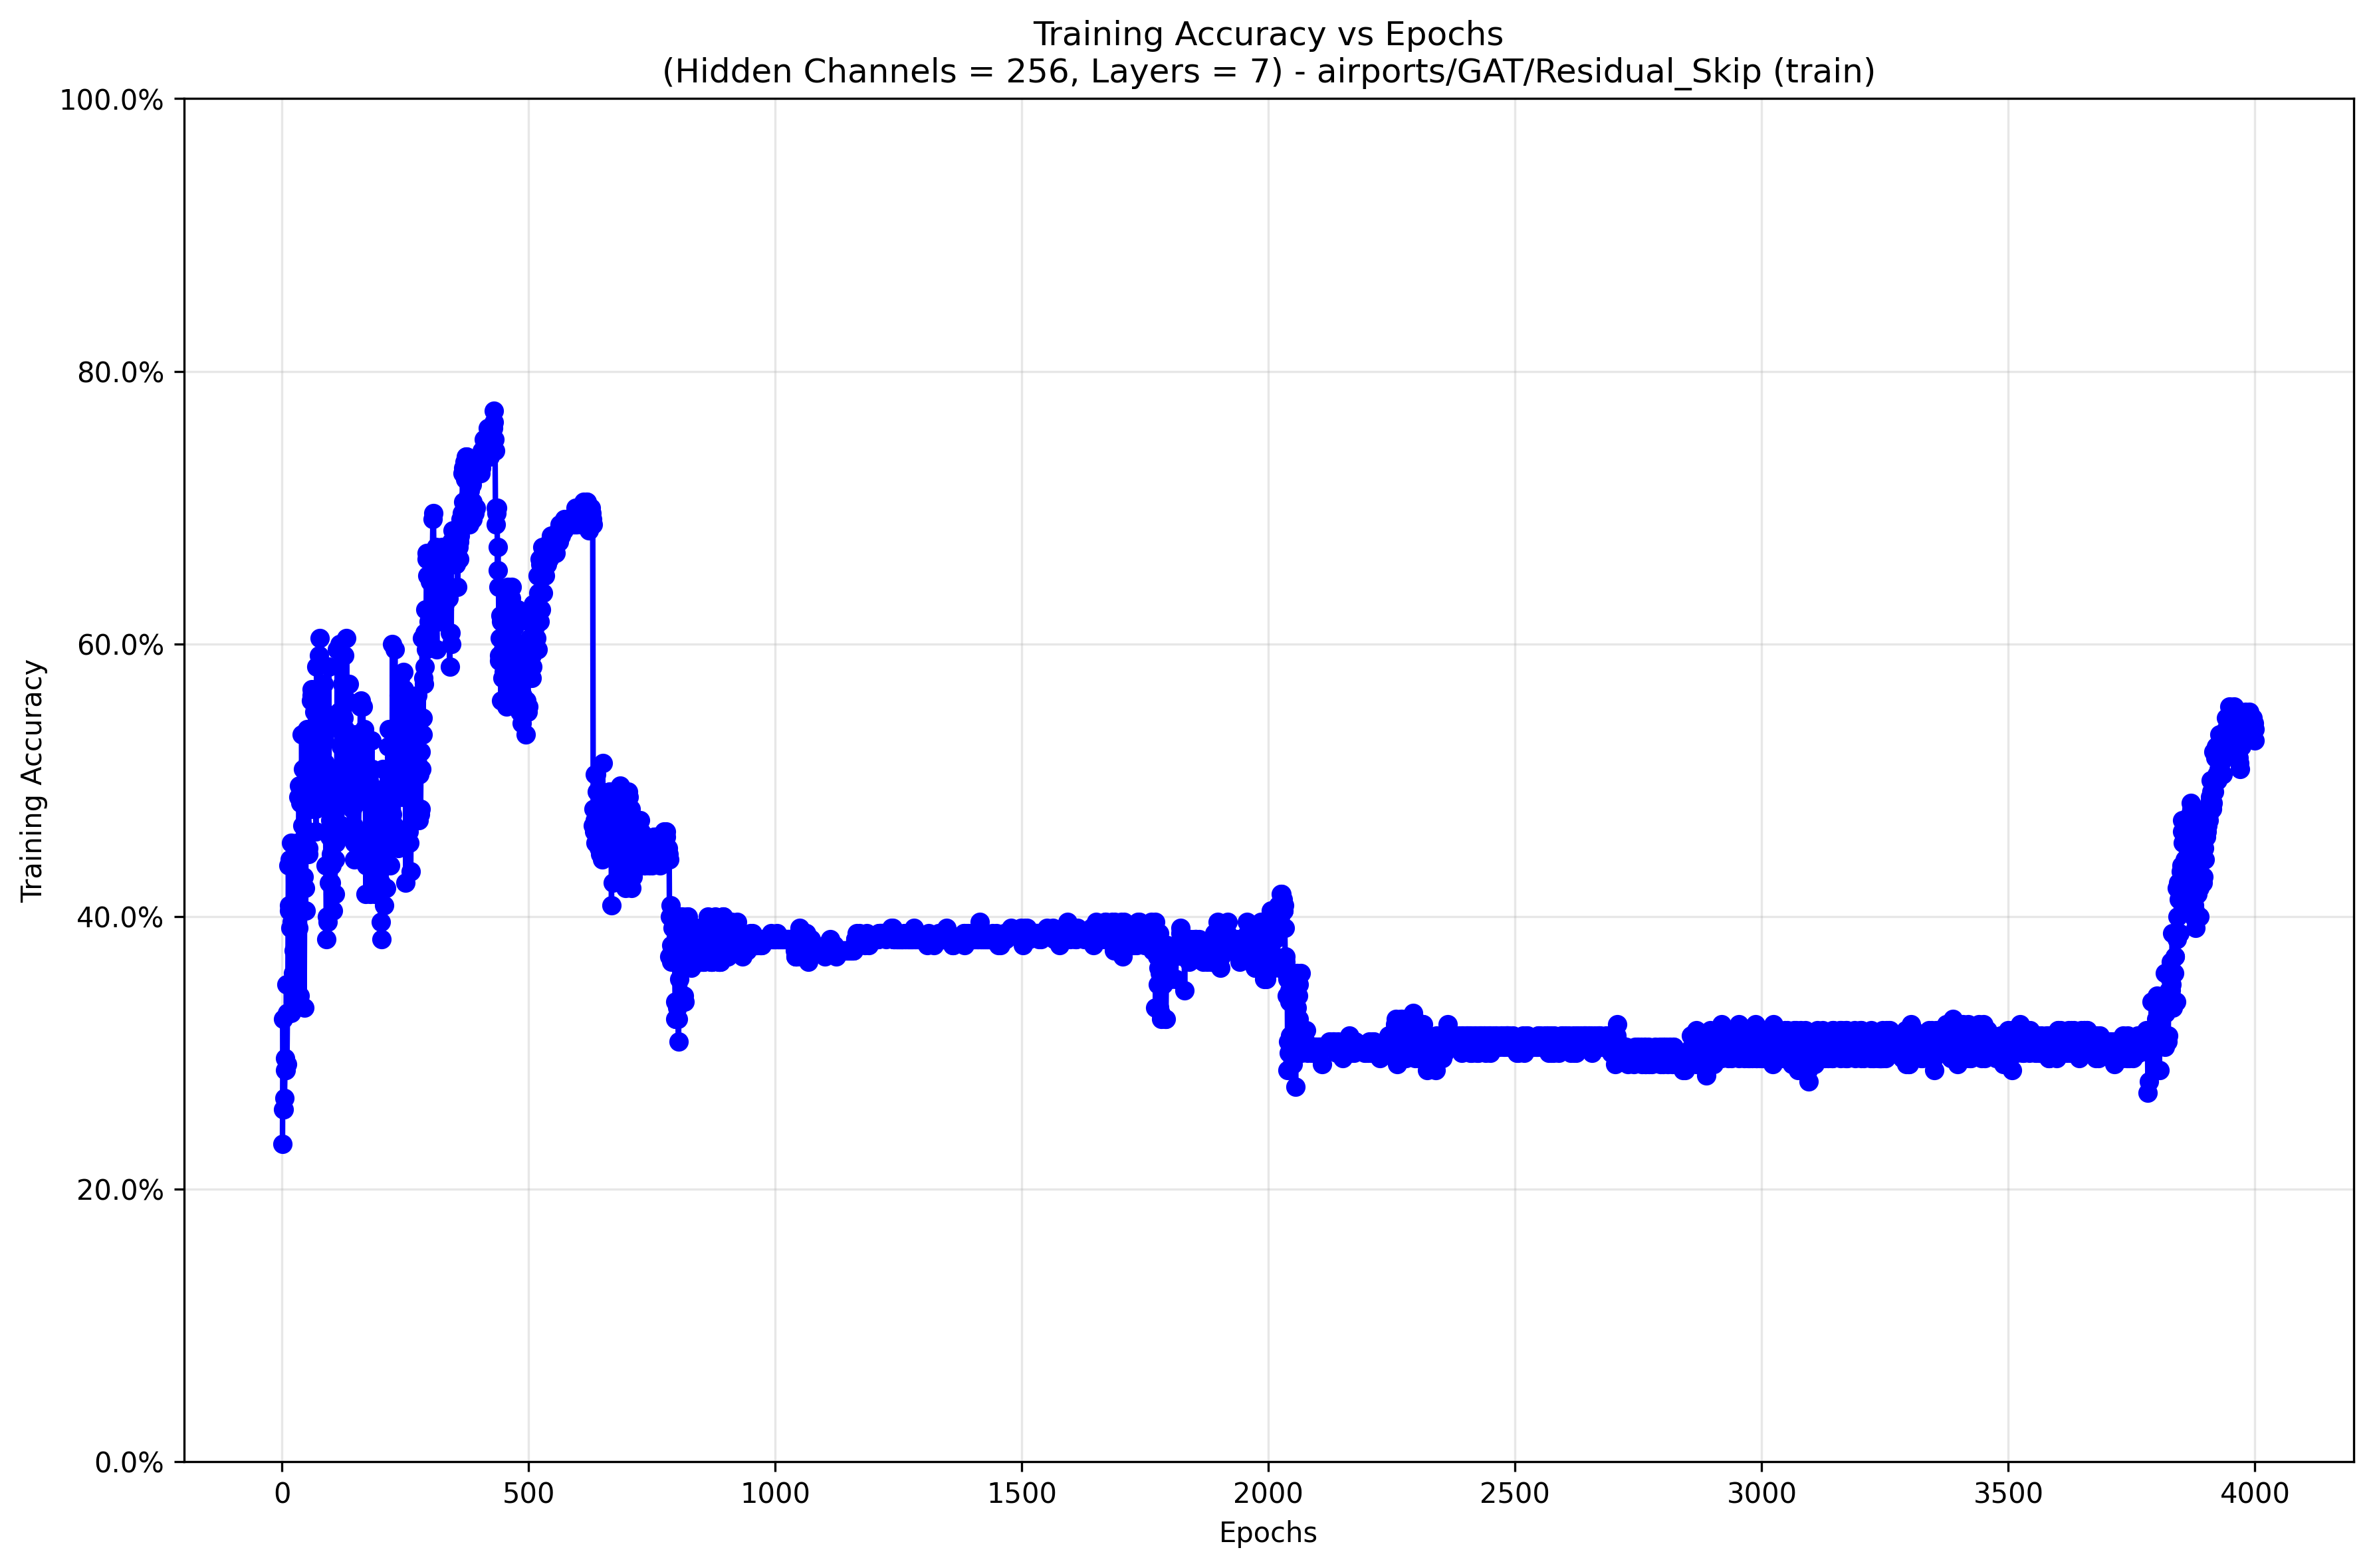 Training Accuracy vs Epochs
(Hidden Channels = 256, Layers = 7) - airports/GAT/Residual_Skip (train)
100.0%
80.0%
60.0%
40.0%
20.0%
0.0%
Training Accuracy
0 500 1000 1500 2000 2500 3000 3500 4000
Epochs